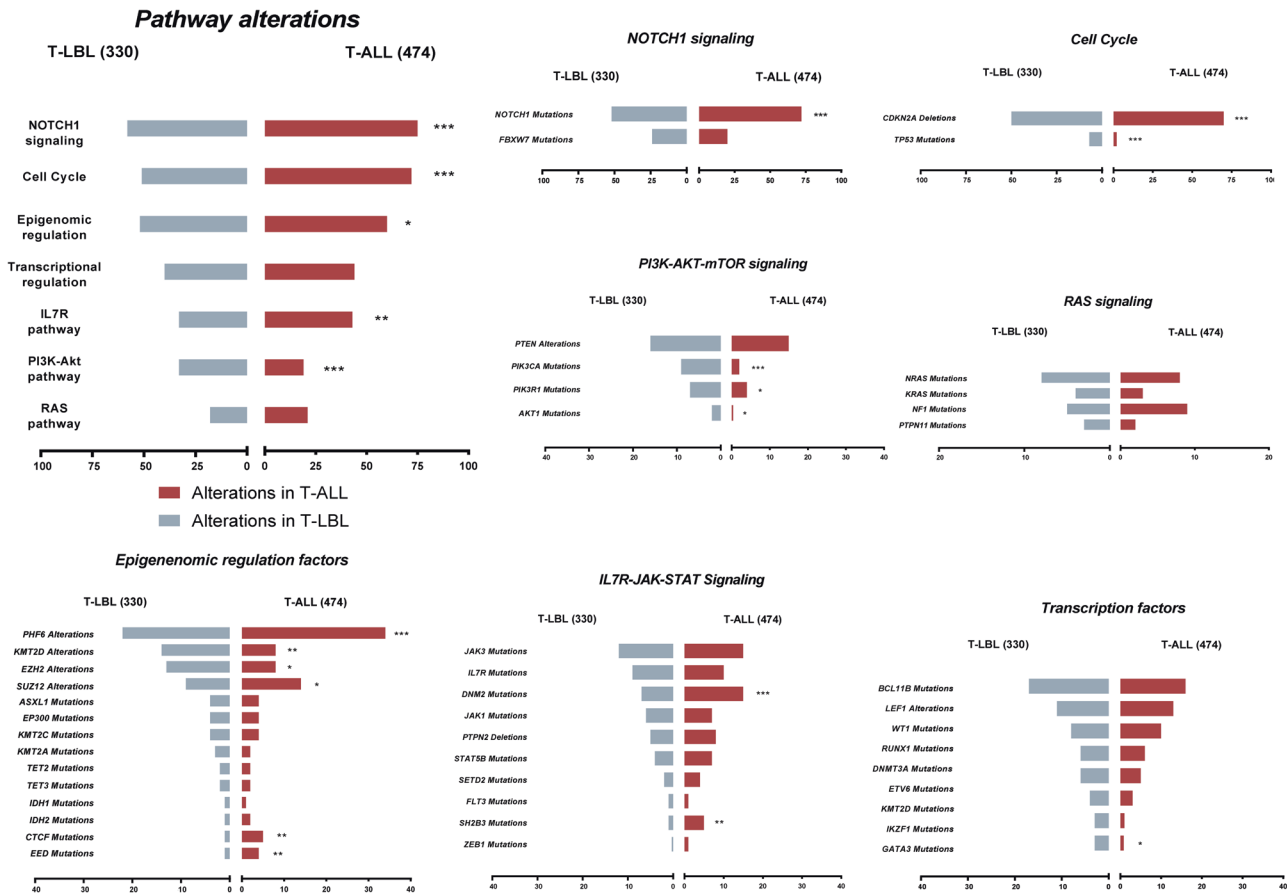 Pathway alterations
T-LBL (330) T-ALL (474)
NOTCH1
signaling ***
Cell Cycle ***
Epigenomic
regulation *
Transcriptional
regulation
IL7R
pathway **
PI3K-Akt
pathway ***
RAS
pathway
100 75 50 25 0 0 25 50 75 100
Alterations in T-ALL
Alterations in T-LBL
NOTCH1 signaling
T-LBL (330) T-ALL (474)
NOTCH1 Mutations ***
FBXW7 Mutations
100 75 50 25 0 0 25 50 75 100
Cell Cycle
T-LBL (330) T-ALL (474)
CDKN2A Deletions ***
TP53 Mutations ***
100 50 0 0 25 50 75 100
PI3K-AKT-mTOR signaling
T-LBL (330) T-ALL (474)
PTEN Alterations
PIK3CA Mutations ***
PIK3R1 Mutations *
AKT1 Mutations *
40 30 20 10 0 0 10 20 30 40
RAS signaling
T-LBL (330) T-ALL (474)
NRAS Mutations
KRAS Mutations
NF1 Mutations
PTPN11 Mutations
20 10 0 0 10 20
Epigenenomic regulation factors
T-LBL (330) T-ALL (474)
PHF6 Alterations ***
KMT2D Alterations **
EZH2 Alterations *
SUZ12 Alterations *
ASXL1 Mutations
EP300 Mutations
KMT2C Mutations
KMT2A Mutations
TET2 Mutations
TET3 Mutations
IDH1 Mutations
IDH2 Mutations
CTCF Mutations **
EED Mutations **
40 30 20 10 0 0 10 20 30 40
IL7R-JAK-STAT Signaling
T-LBL (330) T-ALL (474)
JAK3 Mutations
IL7R Mutations
DNM2 Mutations ***
JAK1 Mutations
PTPN2 Deletions
STAT5B Mutations
SETD2 Mutations
FLT3 Mutations
SH2B3 Mutations **
ZEB1 Mutations
40 30 20 10 0 0 10 20 30 40
Transcription factors
T-LBL (330) T-ALL (474)
BCL11B Mutations
LEF1 Alterations
WT1 Mutations
RUNX1 Mutations
DNMT3A Mutations
ETV6 Mutations
KMT2D Mutations
IKZF1 Mutations
GATA3 Mutations *
40 30 20 10 0 0 10 20 30 40